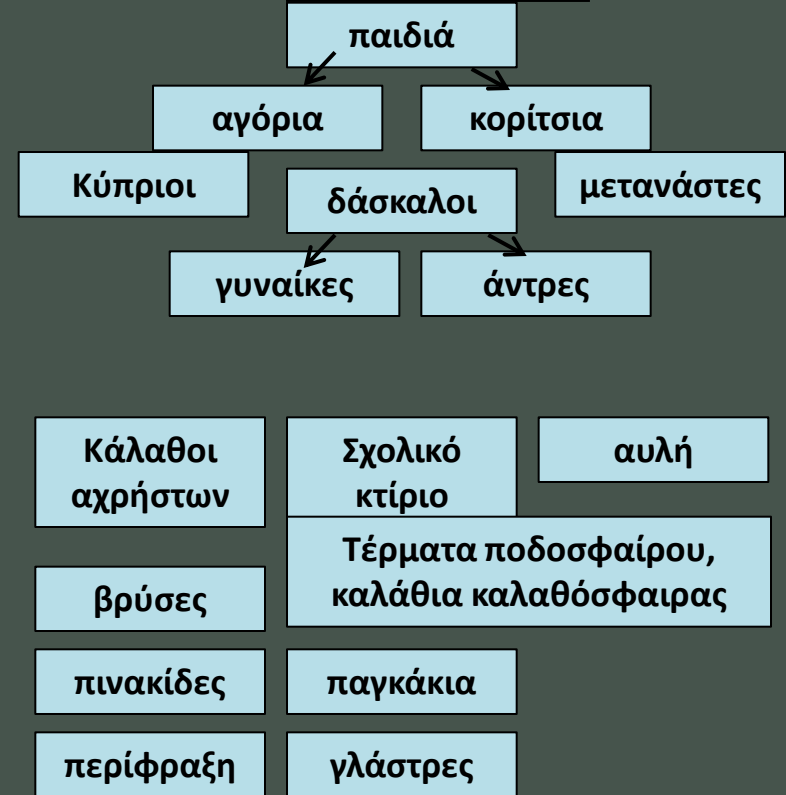 παιδιά
αγόρια
κορίτσια
Κύπριοι
δάσκαλοι
μετανάστες
γυναίκες
άντρες
Κάλαθοι
αχρήστων
Σχολικό
κτίριο
αυλή
Τέρματα ποδοσφαίρου,
καλάθια καλαθόσφαιρας
βρύσες
πινακίδες
παγκάκια
περίφραξη
γλάστρες